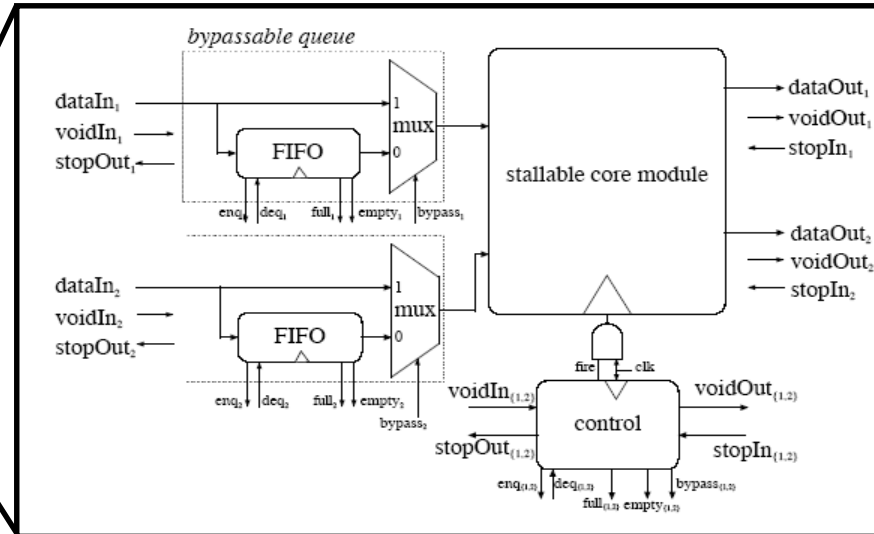 bypassable queue
dataIn₁
voidIn₁
stopOut₁
1
mux
0
FIFO
enq₁ deq₁ full₁ empty₁ bypass₁
stallable core module
dataOut₁
voidOut₁
stopIn₁
dataOut₂
voidOut₂
stopIn₂
dataIn₂
voidIn₂
stopOut₂
1
mux
0
FIFO
enq₂ deq₂ full₂ empty₂
bypass₂
fire clk
voidIn{1,2}
stopOut{1,2}
control
voidOut{1,2}
stopIn{1,2}
enq{1,2} deq{1,2} full{1,2} empty{1,2} bypass{1,2}